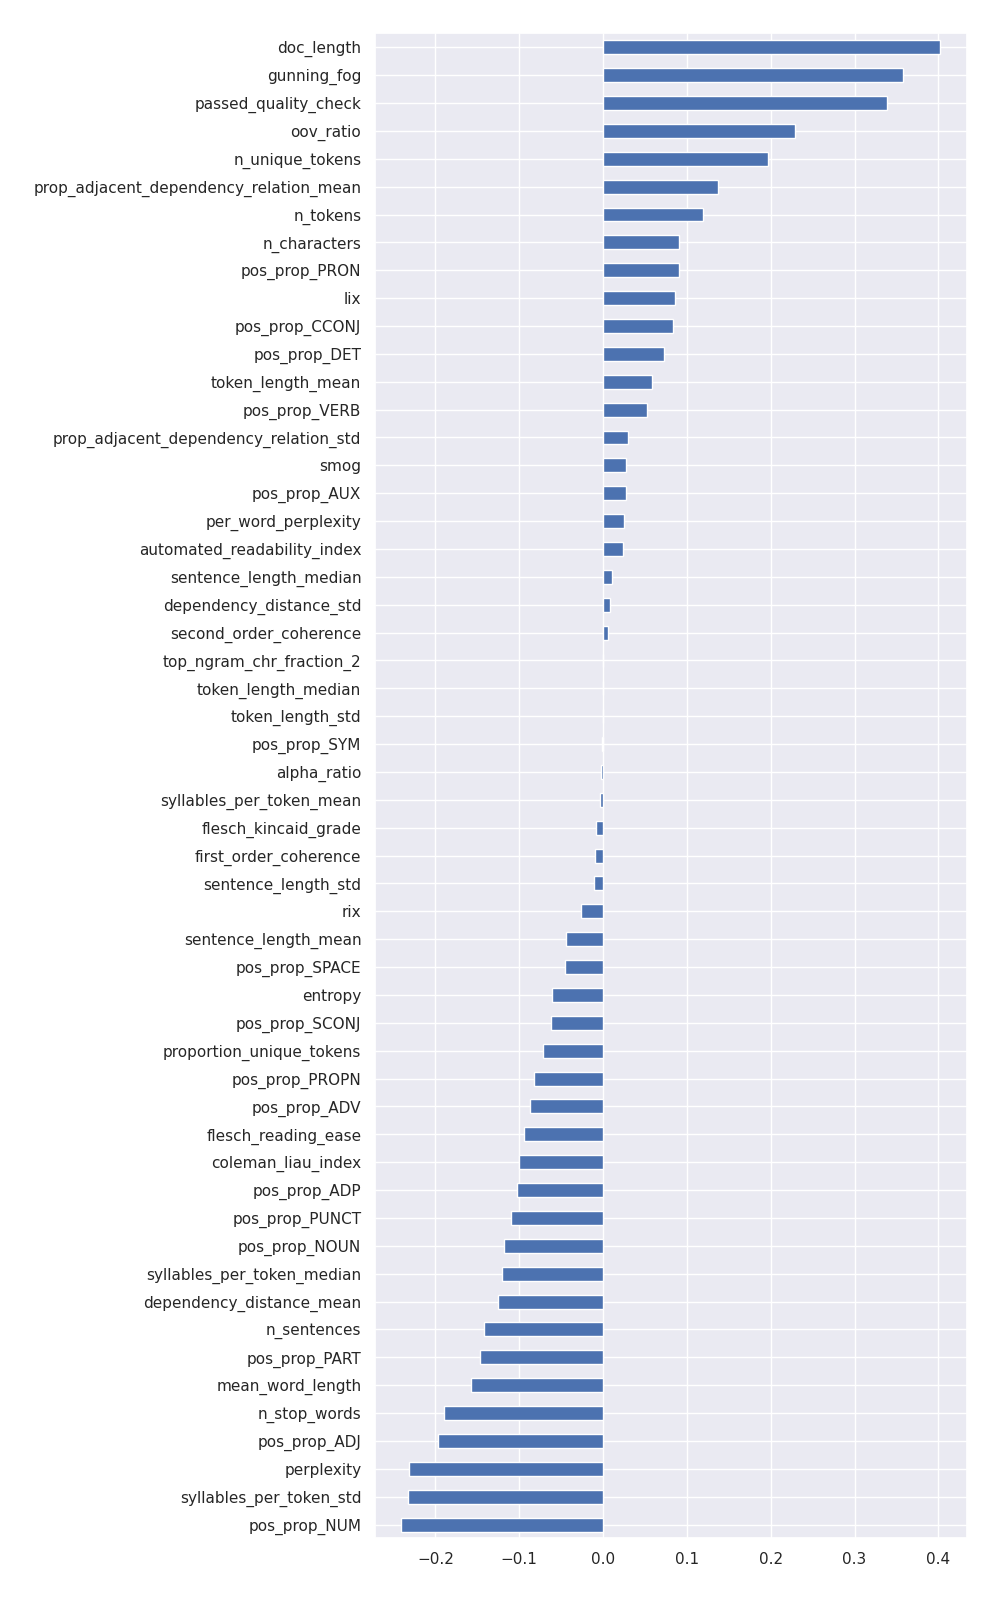 doc_length
gunning_fog
passed_quality_check
oov_ratio
n_unique_tokens
prop_adjacent_dependency_relation_mean
n_tokens
n_characters
pos_prop_PRON
lix
pos_prop_CCONJ
pos_prop_DET
token_length_mean
pos_prop_VERB
prop_adjacent_dependency_relation_std
smog
pos_prop_AUX
per_word_perplexity
automated_readability_index
sentence_length_median
dependency_distance_std
second_order_coherence
top_ngram_chr_fraction_2
token_length_median
token_length_std
pos_prop_SYM
alpha_ratio
syllables_per_token_mean
flesch_kincaid_grade
first_order_coherence
sentence_length_std
rix
sentence_length_mean
pos_prop_SPACE
entropy
pos_prop_SCONJ
proportion_unique_tokens
pos_prop_PROPN
pos_prop_ADV
flesch_reading_ease
coleman_liau_index
pos_prop_ADP
pos_prop_PUNCT
pos_prop_NOUN
syllables_per_token_median
dependency_distance_mean
n_sentences
pos_prop_PART
mean_word_length
n_stop_words
pos_prop_ADJ
perplexity
syllables_per_token_std
pos_prop_NUM
−0.2 −0.1 0.0 0.1 0.2 0.3 0.4